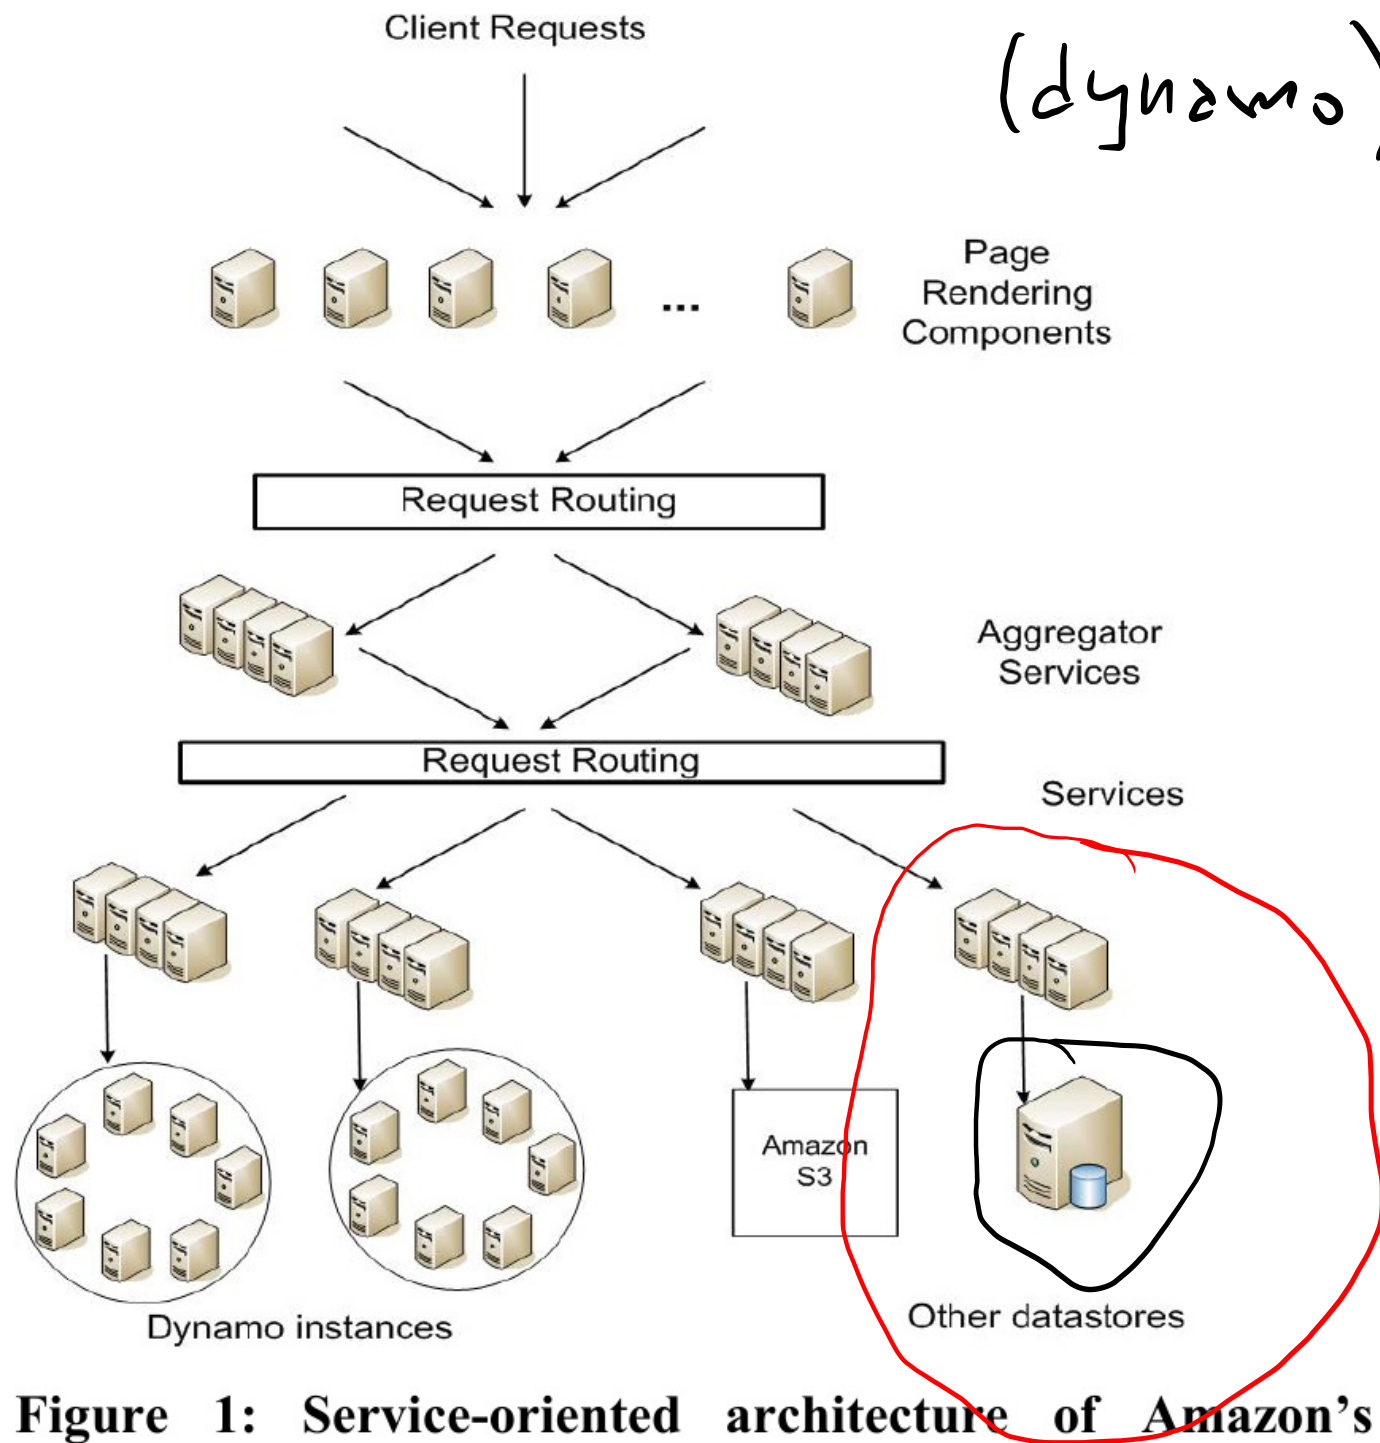 Client Requests
(dynamo)
Page
Rendering
Components
...
Request Routing
Aggregator
Services
Request Routing
Services
Amazon
S3
Dynamo instances
Other datastores
Figure 1: Service-oriented architecture of Amazon’s